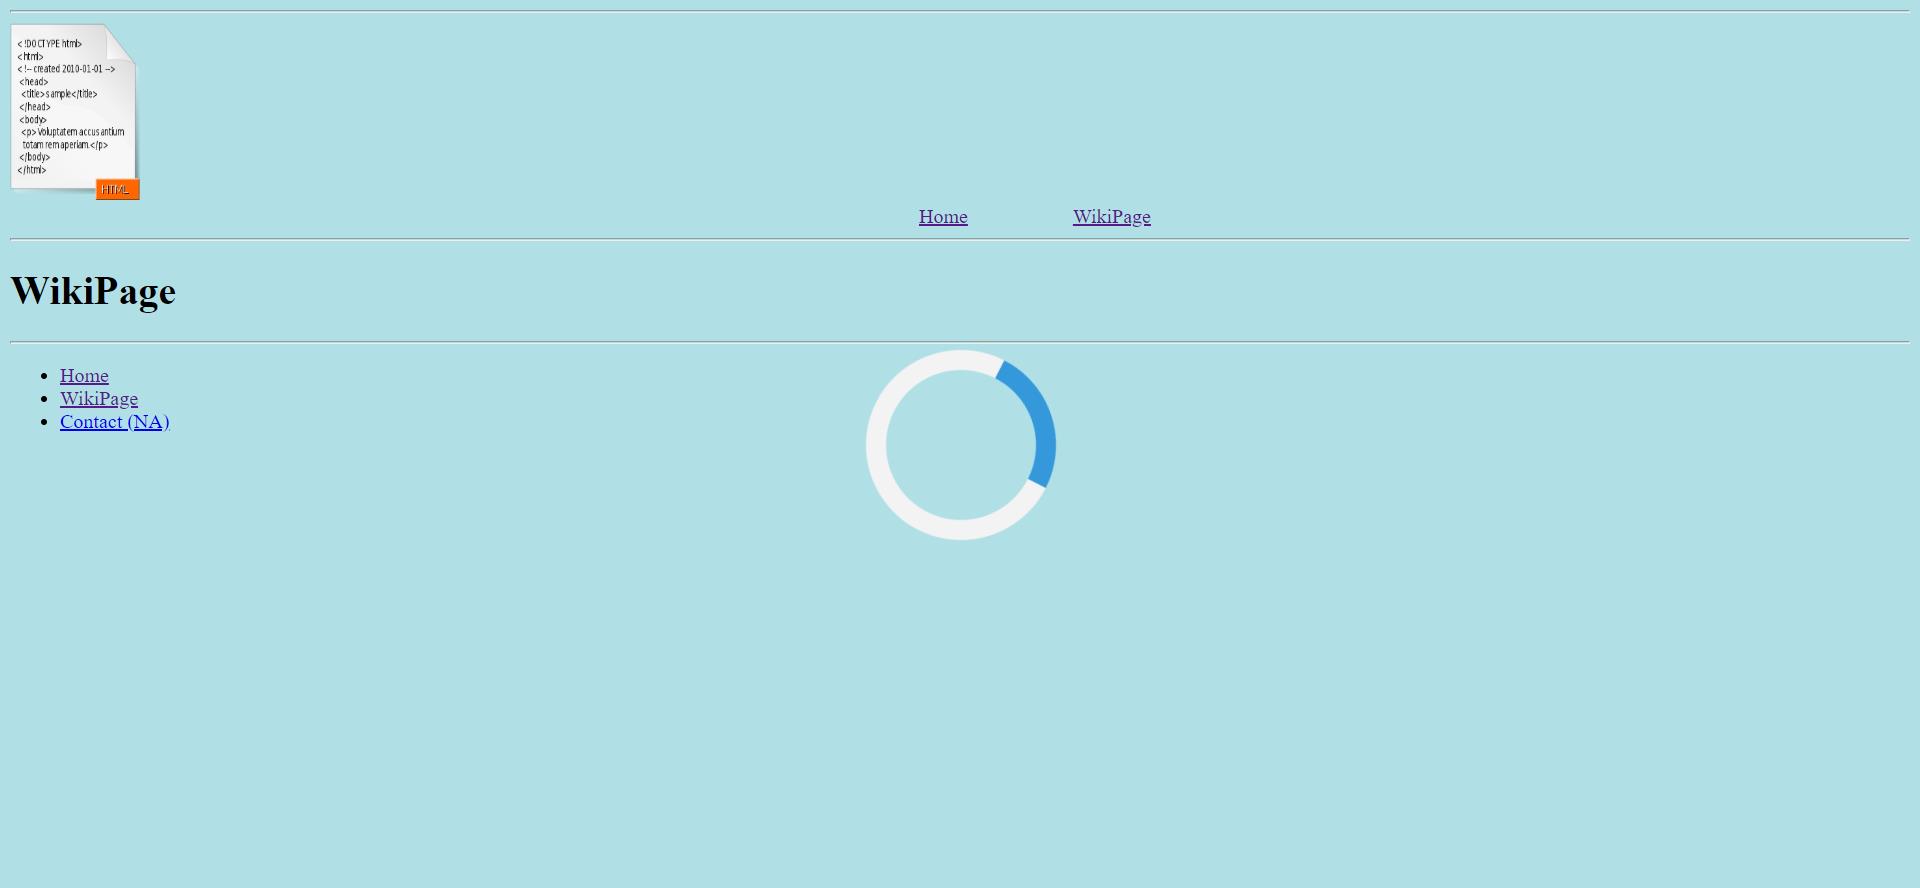 <!DOCTYPE html>
<html>
<!-- created 2010-01-01 -->
<head>
<title>sample</title>
</head>
<body>
<p>Voluptatem accusantium
totam rem aperiam.</p>
</body>
</html>
HTML
Home WikiPage
WikiPage
Home
WikiPage
Contact (NA)